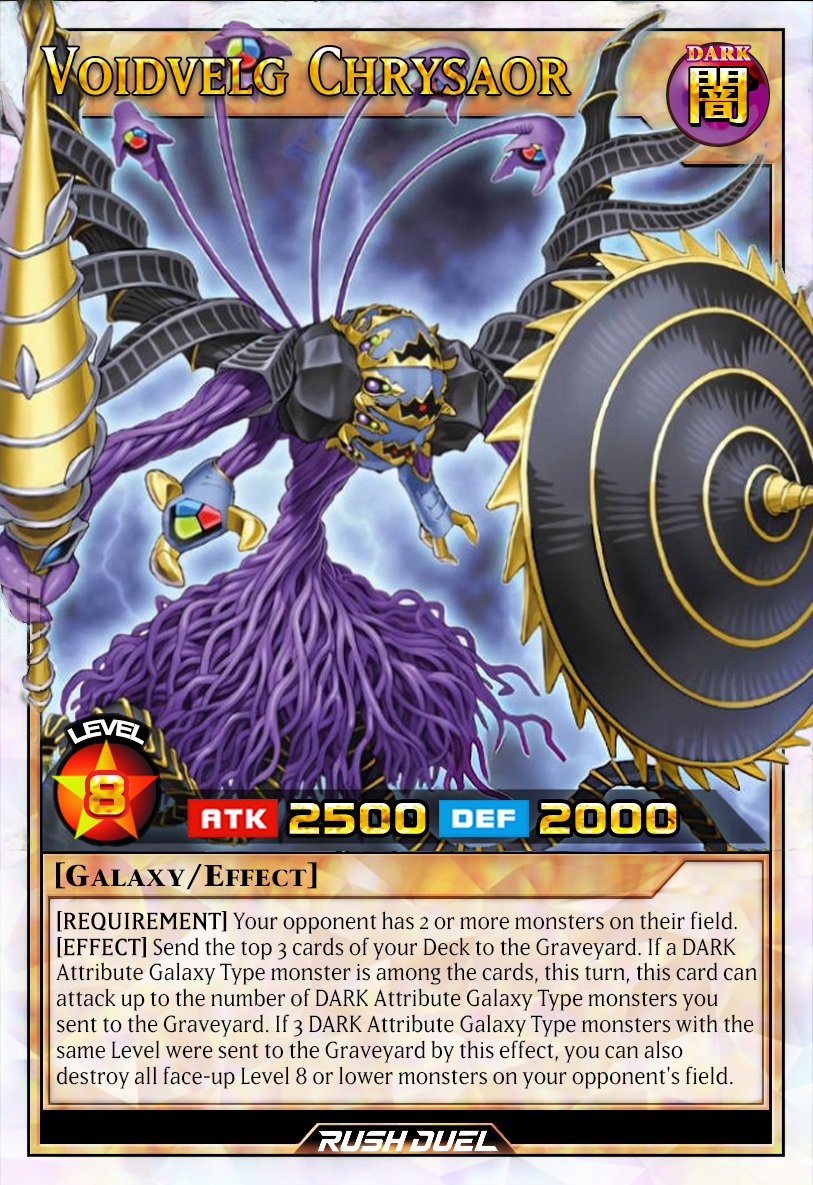 Voidvelg Chrysaor
DARK
闇
LEVEL
8
ATK 2500 DEF 2000
[Galaxy/Effect]
[REQUIREMENT] Your opponent has 2 or more monsters on their field.
[EFFECT] Send the top 3 cards of your Deck to the Graveyard. If a DARK
Attribute Galaxy Type monster is among the cards, this turn, this card can
attack up to the number of DARK Attribute Galaxy Type monsters you
sent to the Graveyard. If 3 DARK Attribute Galaxy Type monsters with the
same Level were sent to the Graveyard by this effect, you can also
destroy all face-up Level 8 or lower monsters on your opponent's field.
RUSH DUEL